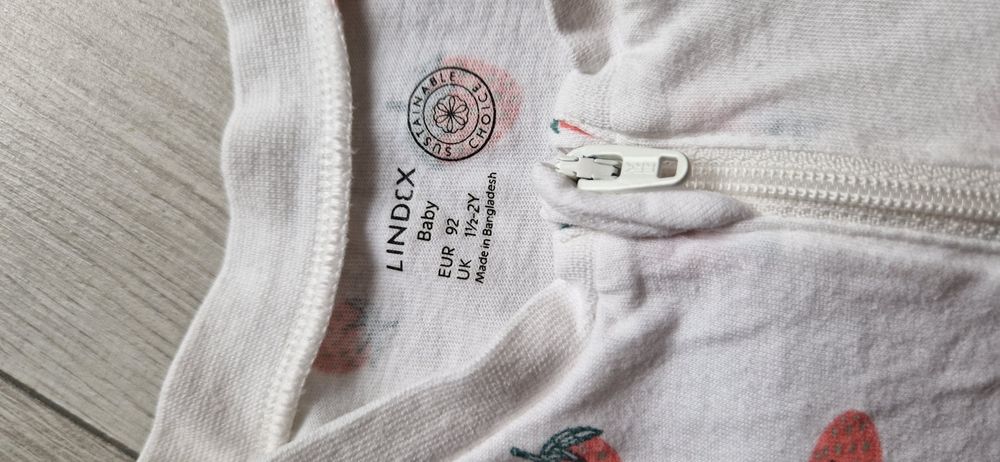 SUSTAINABLE CHOICE
LINDEX
Baby
EUR 92
UK 1½-2Y
Made in Bangladesh